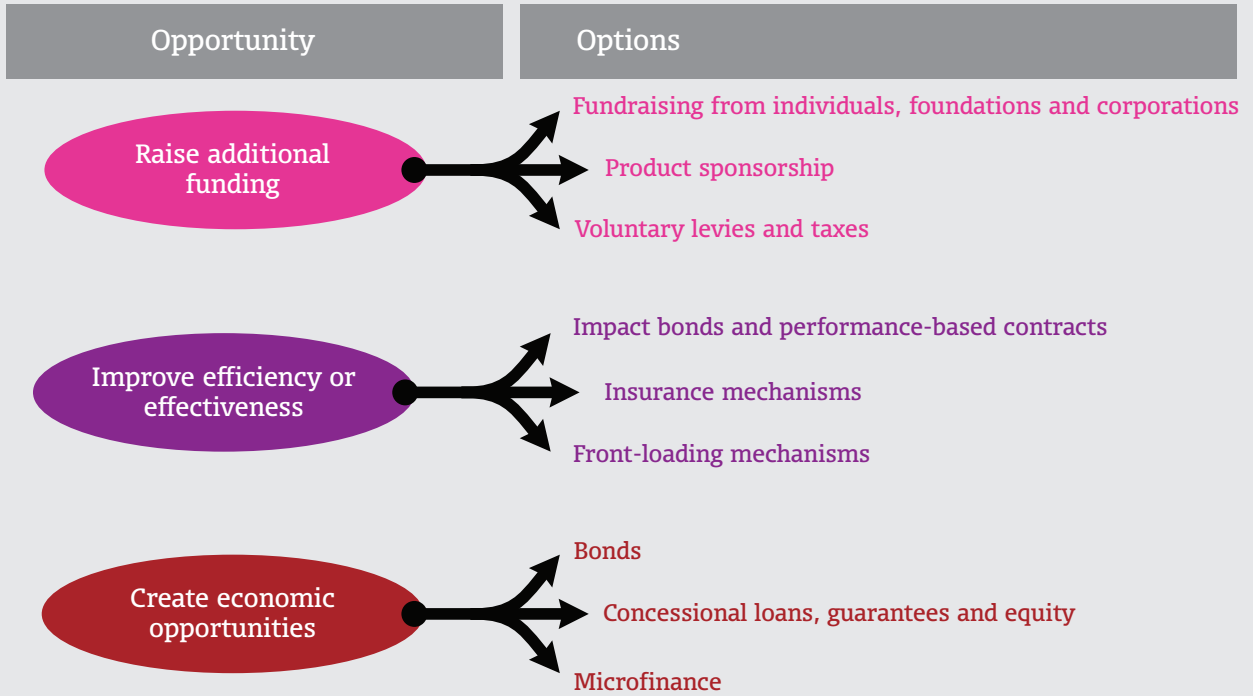 Opportunity
Options
Raise additional
funding
Fundraising from individuals, foundations and corporations
Product sponsorship
Voluntary levies and taxes
Improve efficiency or
effectiveness
Impact bonds and performance-based contracts
Insurance mechanisms
Front-loading mechanisms
Create economic
opportunities
Bonds
Concessional loans, guarantees and equity
Microfinance